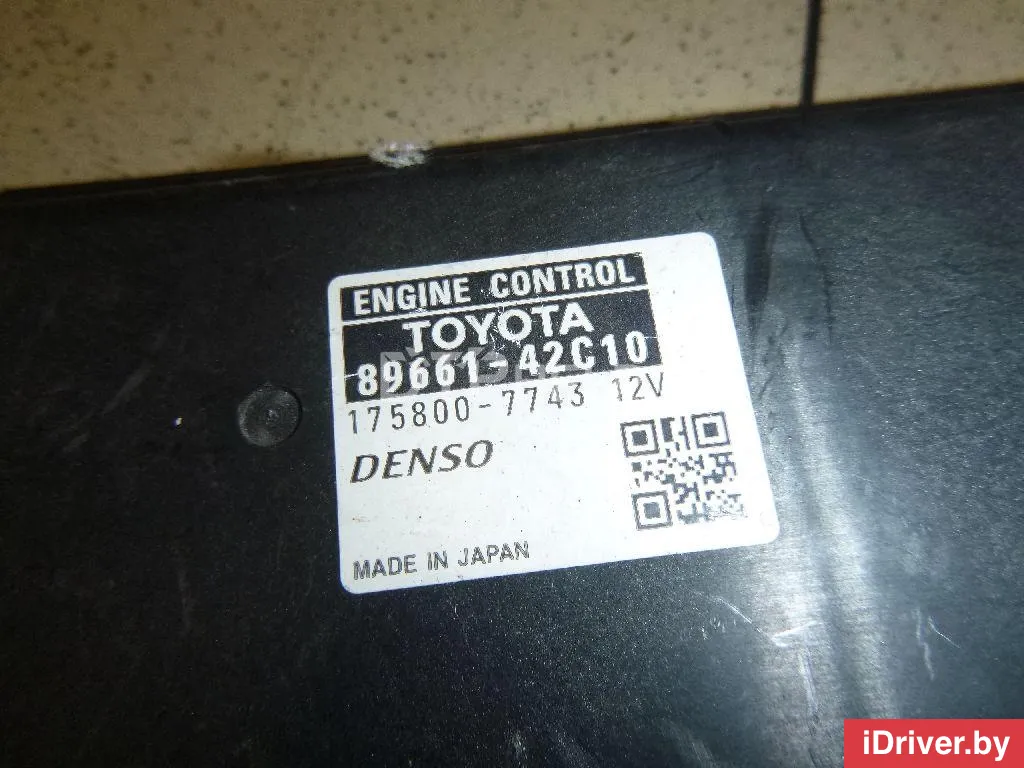 ENGINE CONTROL
TOYOTA
89661-42C10
175800-7743 12V
DENSO
MADE IN JAPAN
iDriver.by